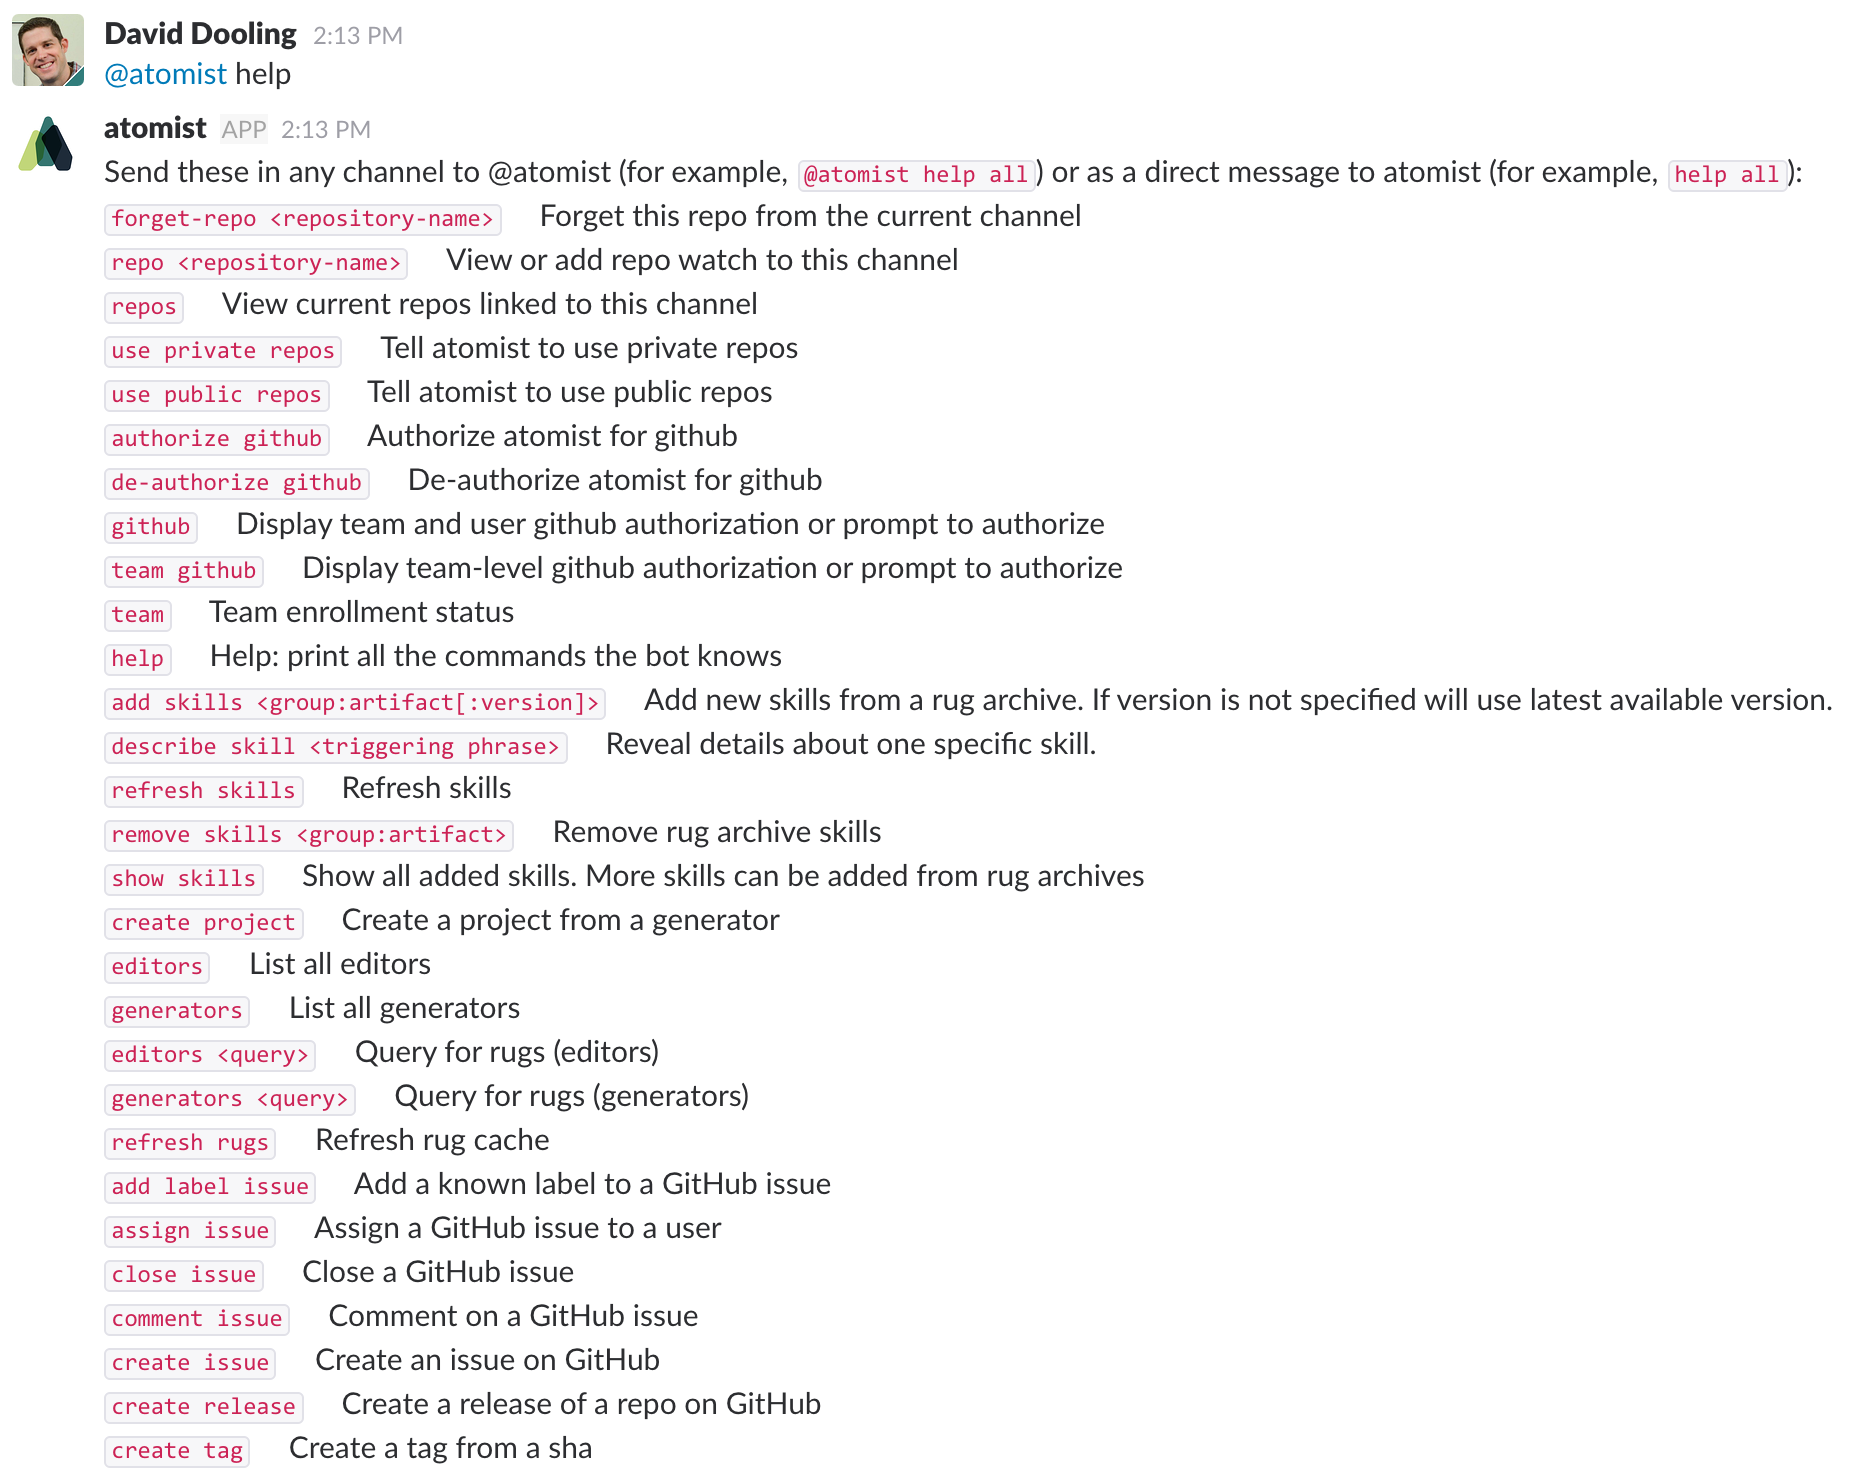 David Dooling 2:13 PM
@atomist help
atomist APP 2:13 PM
Send these in any channel to @atomist (for example, @atomist help all) or as a direct message to atomist (for example, help all):
forget-repo <repository-name> Forget this repo from the current channel
repo <repository-name> View or add repo watch to this channel
repos View current repos linked to this channel
use private repos Tell atomist to use private repos
use public repos Tell atomist to use public repos
authorize github Authorize atomist for github
de-authorize github De-authorize atomist for github
github Display team and user github authorization or prompt to authorize
team github Display team-level github authorization or prompt to authorize
team Team enrollment status
help Help: print all the commands the bot knows
add skills <group:artifact[:version]> Add new skills from a rug archive. If version is not specified will use latest available version.
describe skill <triggering phrase> Reveal details about one specific skill.
refresh skills Refresh skills
remove skills <group:artifact> Remove rug archive skills
show skills Show all added skills. More skills can be added from rug archives
create project Create a project from a generator
editors List all editors
generators List all generators
editors <query> Query for rugs (editors)
generators <query> Query for rugs (generators)
refresh rugs Refresh rug cache
add label issue Add a known label to a GitHub issue
assign issue Assign a GitHub issue to a user
close issue Close a GitHub issue
comment issue Comment on a GitHub issue
create issue Create an issue on GitHub
create release Create a release of a repo on GitHub
create tag Create a tag from a sha